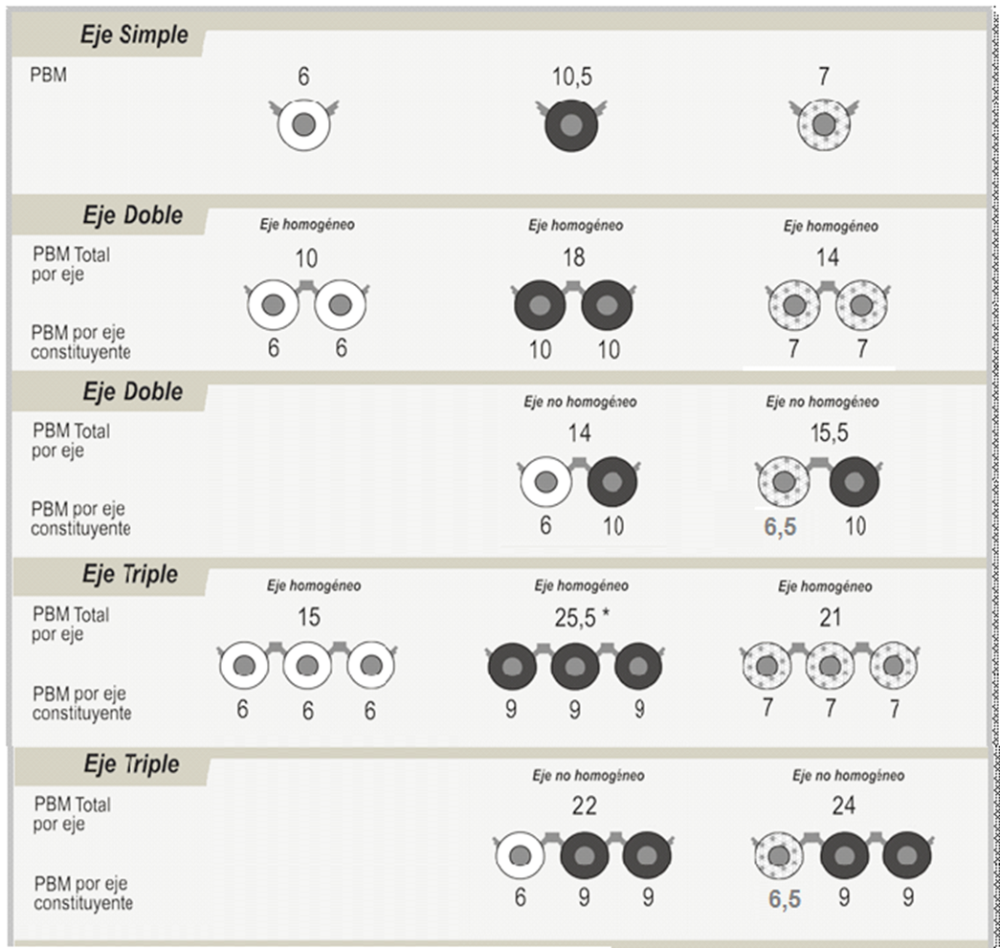 Eje Simple
PBM
6 10,5 7
Eje Doble
Eje homogéneo Eje homogéneo Eje homogéneo
PBM Total
por eje
10 18 14
PBM por eje
constituyente
6 6 10 10 7 7
Eje Doble
Eje no homogéneo Eje no homogéneo
PBM Total
por eje
14 15,5
PBM por eje
constituyente
6 10 6,5 10
Eje Triple
Eje homogéneo Eje homogéneo Eje homogéneo
PBM Total
por eje
15 25,5 * 21
PBM por eje
constituyente
6 6 6 9 9 9 7 7 7
Eje Triple
Eje no homogéneo Eje no homogéneo
PBM Total
por eje
22 24
PBM por eje
constituyente
6 9 9 6,5 9 9